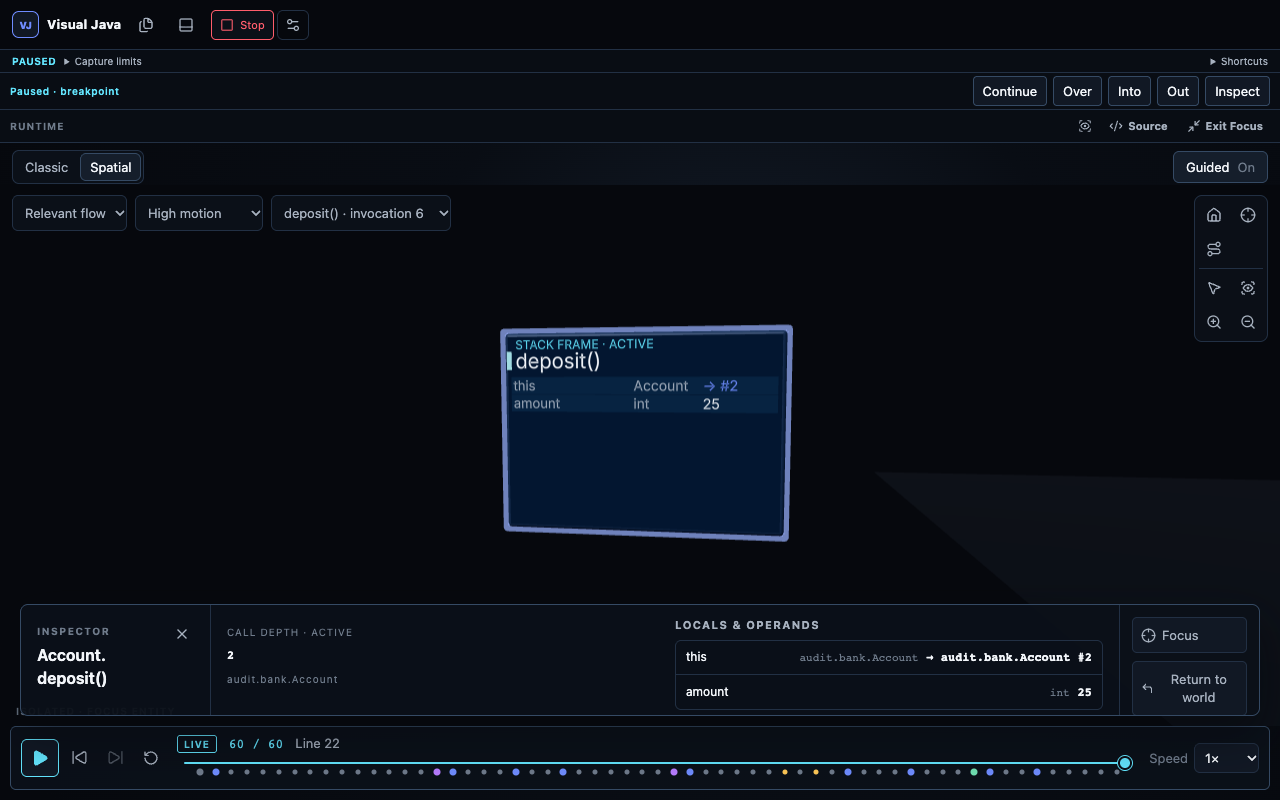 VJ Visual Java Stop
PAUSED Capture limits Shortcuts
Paused · breakpoint Continue Over Into Out Inspect
RUNTIME </> Source Exit Focus
Classic Spatial Guided On
Relevant flow High motion deposit() · invocation 6
STACK FRAME · ACTIVE
deposit()
this Account → #2
amount int 25
INSPECTOR
Account.
deposit()
CALL DEPTH · ACTIVE
2
audit.bank.Account
LOCALS & OPERANDS
this audit.bank.Account → audit.bank.Account #2
amount int 25
Focus
Return to
world
LIVE 60 / 60 Line 22
Speed 1×